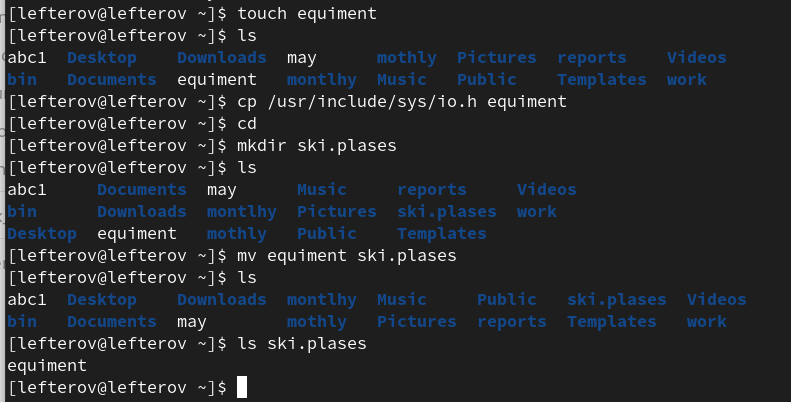 [lefterov@lefterov ~]$ touch equiment
[lefterov@lefterov ~]$ ls
abc1  Desktop    Downloads  may      mothly  Pictures  reports    Videos
bin   Documents  equiment   montlhy  Music   Public    Templates  work
[lefterov@lefterov ~]$ cp /usr/include/sys/io.h equiment
[lefterov@lefterov ~]$ cd
[lefterov@lefterov ~]$ mkdir ski.plases
[lefterov@lefterov ~]$ ls
abc1     Documents  may      Music     reports     Videos
bin      Downloads  montlhy  Pictures  ski.plases  work
Desktop  equiment   mothly   Public    Templates
[lefterov@lefterov ~]$ mv equiment ski.plases
[lefterov@lefterov ~]$ ls
abc1  Desktop    Downloads  montlhy  Music     Public   ski.plases  Videos
bin   Documents  may        mothly   Pictures  reports  Templates   work
[lefterov@lefterov ~]$ ls ski.plases
equiment
[lefterov@lefterov ~]$